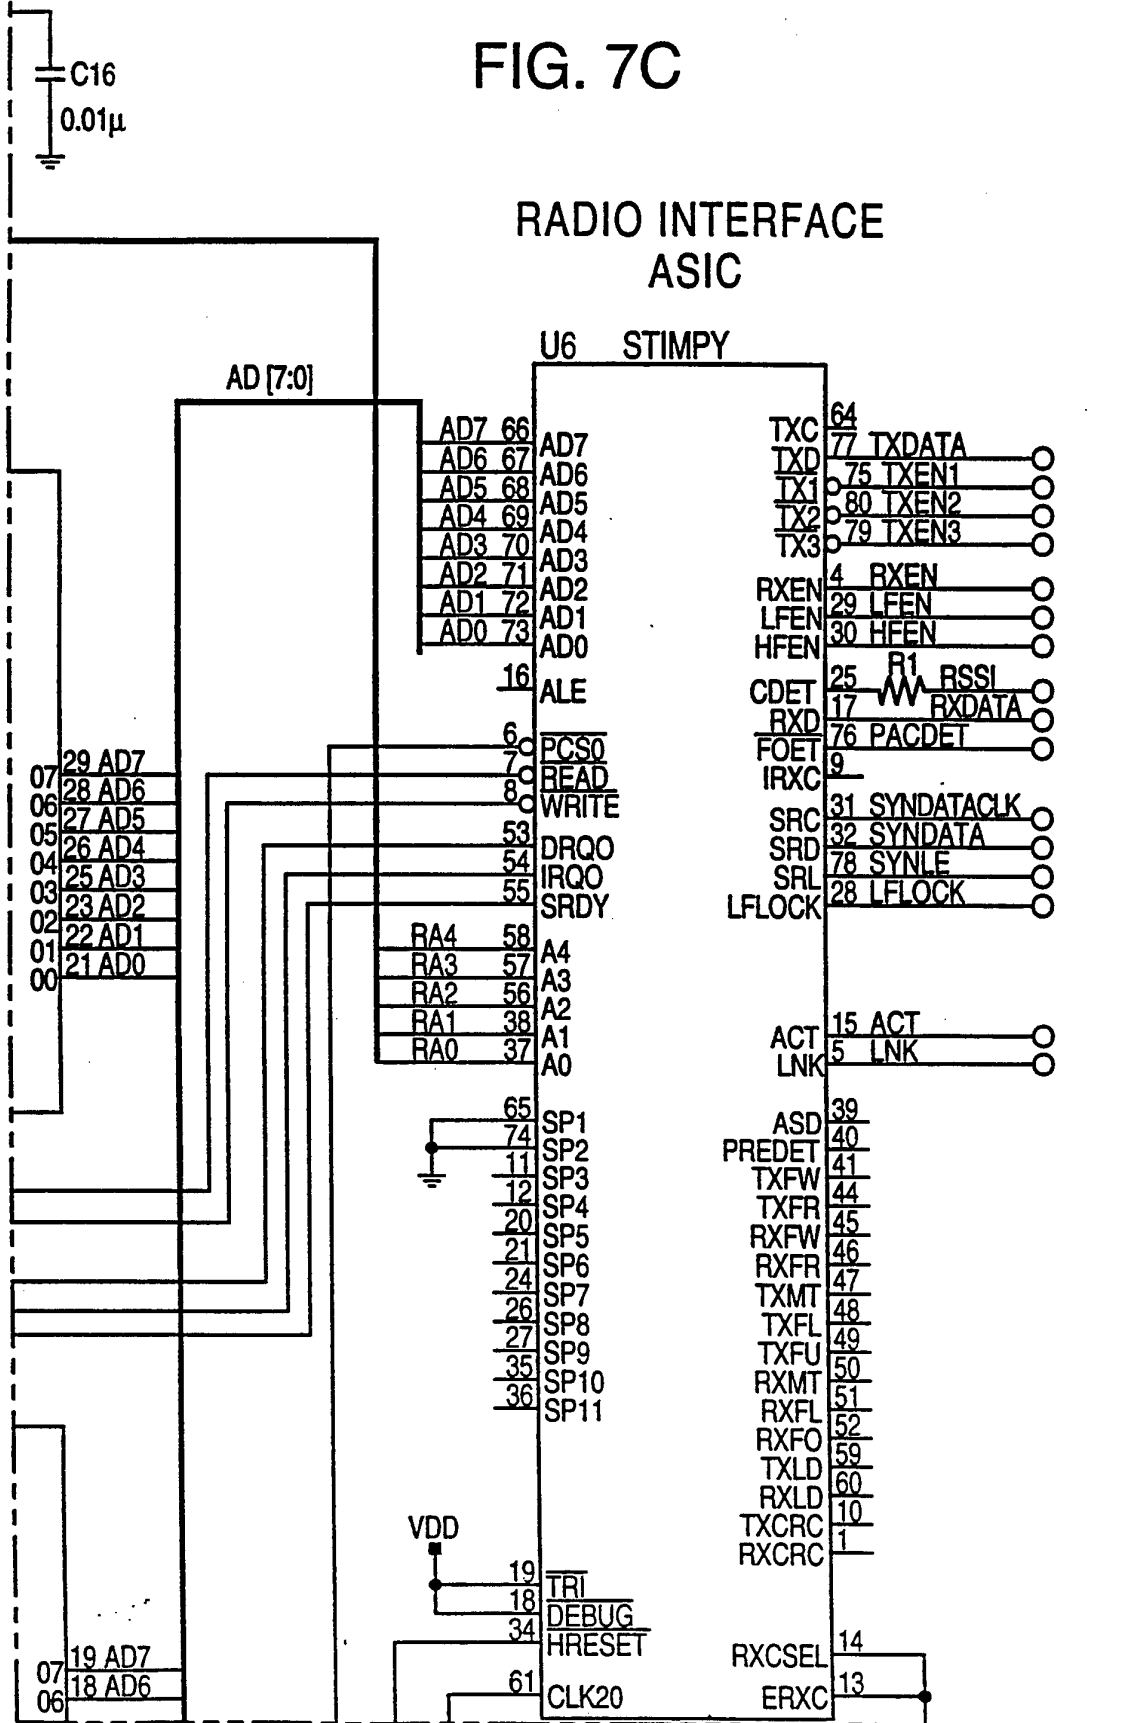 FIG. 7C
C16
0.01µ
RADIO INTERFACE
ASIC
U6 STIMPY
AD [7:0]
AD7 66 AD7
AD6 67 AD6
AD5 68 AD5
AD4 69 AD4
AD3 70 AD3
AD2 71 AD2
AD1 72 AD1
AD0 73 AD0
16 ALE
6 PCS0
7 READ
8 WRITE
53 DRQO
54 IRQO
55 SRDY
RA4 58 A4
RA3 57 A3
RA2 56 A2
RA1 38 A1
RA0 37 A0
65 SP1
74 SP2
11 SP3
12 SP4
20 SP5
21 SP6
24 SP7
26 SP8
27 SP9
35 SP10
36 SP11
VDD
19 TRI
18 DEBUG
34 HRESET
61 CLK20
TXC 64
TXD 77 TXDATA
TX1 75 TXEN1
TX2 80 TXEN2
TX3 79 TXEN3
RXEN 4 RXEN
LFEN 29 LFEN
HFEN 30 HFEN
R1
CDET 25 RSSI
RXD 17 RXDATA
FOET 76 PACDET
IRXC 9
SRC 31 SYNDATACLK
SRD 32 SYNDATA
SRL 78 SYNLE
LFLOCK 28 LFLOCK
ACT 15 ACT
LNK 5 LNK
ASD 39
PREDET 40
TXFW 41
TXFR 44
RXFW 45
RXFR 46
TXMT 47
TXFL 48
TXFU 49
RXMT 50
RXFL 51
RXFO 52
TXLD 59
RXLD 60
TXCRC 10
RXCRC 1
RXCSEL 14
ERXC 13
07 29 AD7
06 28 AD6
05 27 AD5
04 26 AD4
03 25 AD3
02 23 AD2
01 22 AD1
00 21 AD0
07 19 AD7
06 18 AD6